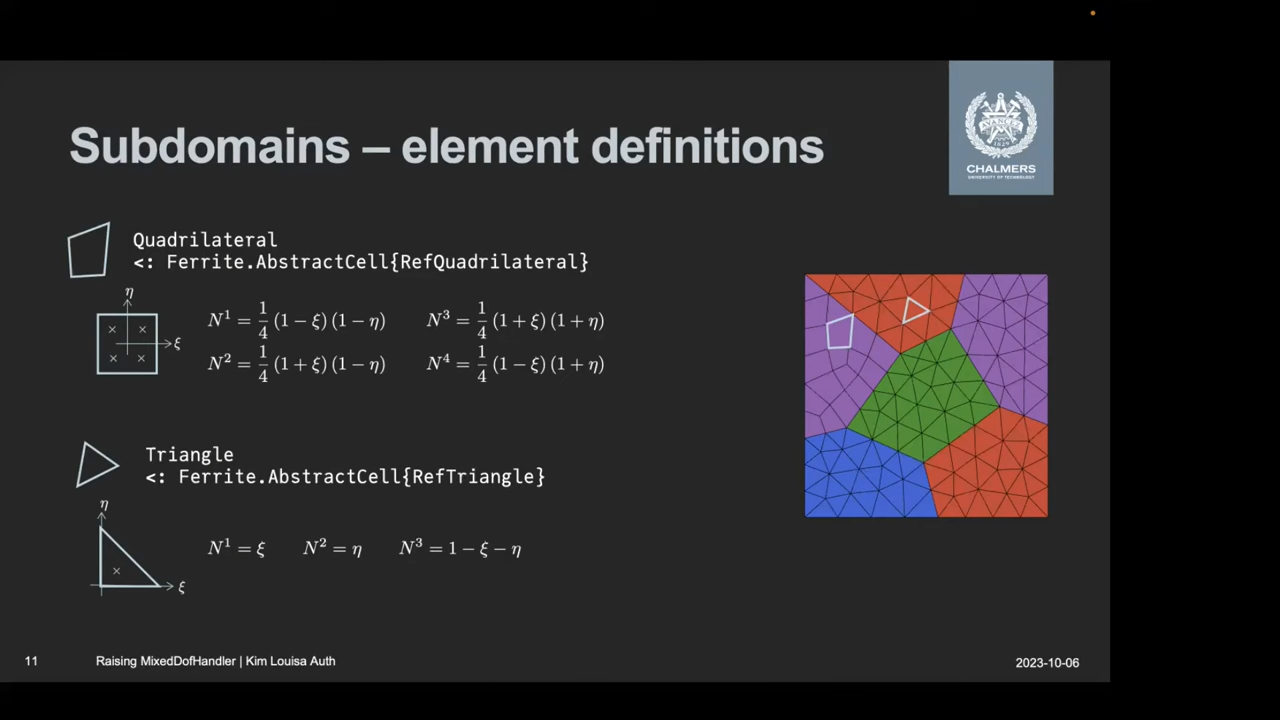 Subdomains – element definitions
AVANCEZ
1829
CHALMERS
UNIVERSITY OF TECHNOLOGY
Quadrilateral
<: Ferrite.AbstractCell{RefQuadrilateral}
η
ξ
N¹ = 1/4 (1 − ξ) (1 − η) N³ = 1/4 (1 + ξ) (1 + η)
N² = 1/4 (1 + ξ) (1 − η) N⁴ = 1/4 (1 − ξ) (1 + η)
Triangle
<: Ferrite.AbstractCell{RefTriangle}
η
ξ
N¹ = ξ N² = η N³ = 1 − ξ − η
11 Raising MixedDofHandler | Kim Louisa Auth 2023-10-06